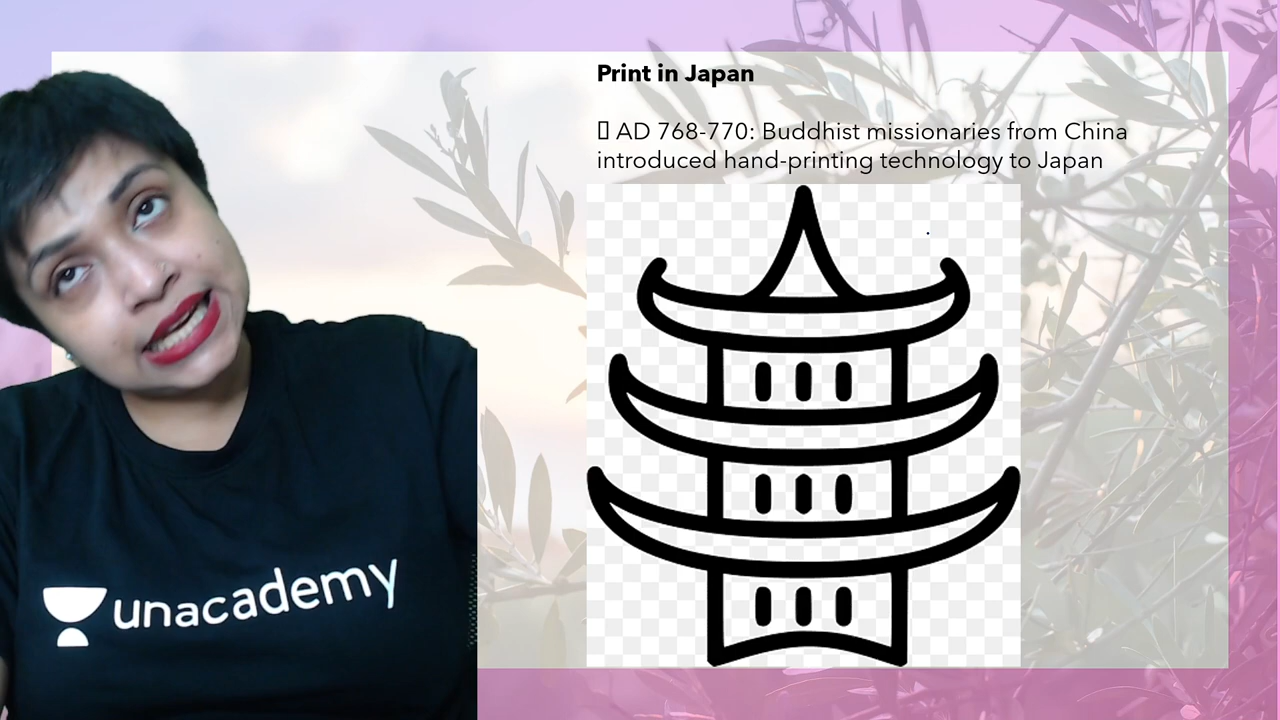 Print in Japan
▯ AD 768-770: Buddhist missionaries from China
introduced hand-printing technology to Japan
unacademy